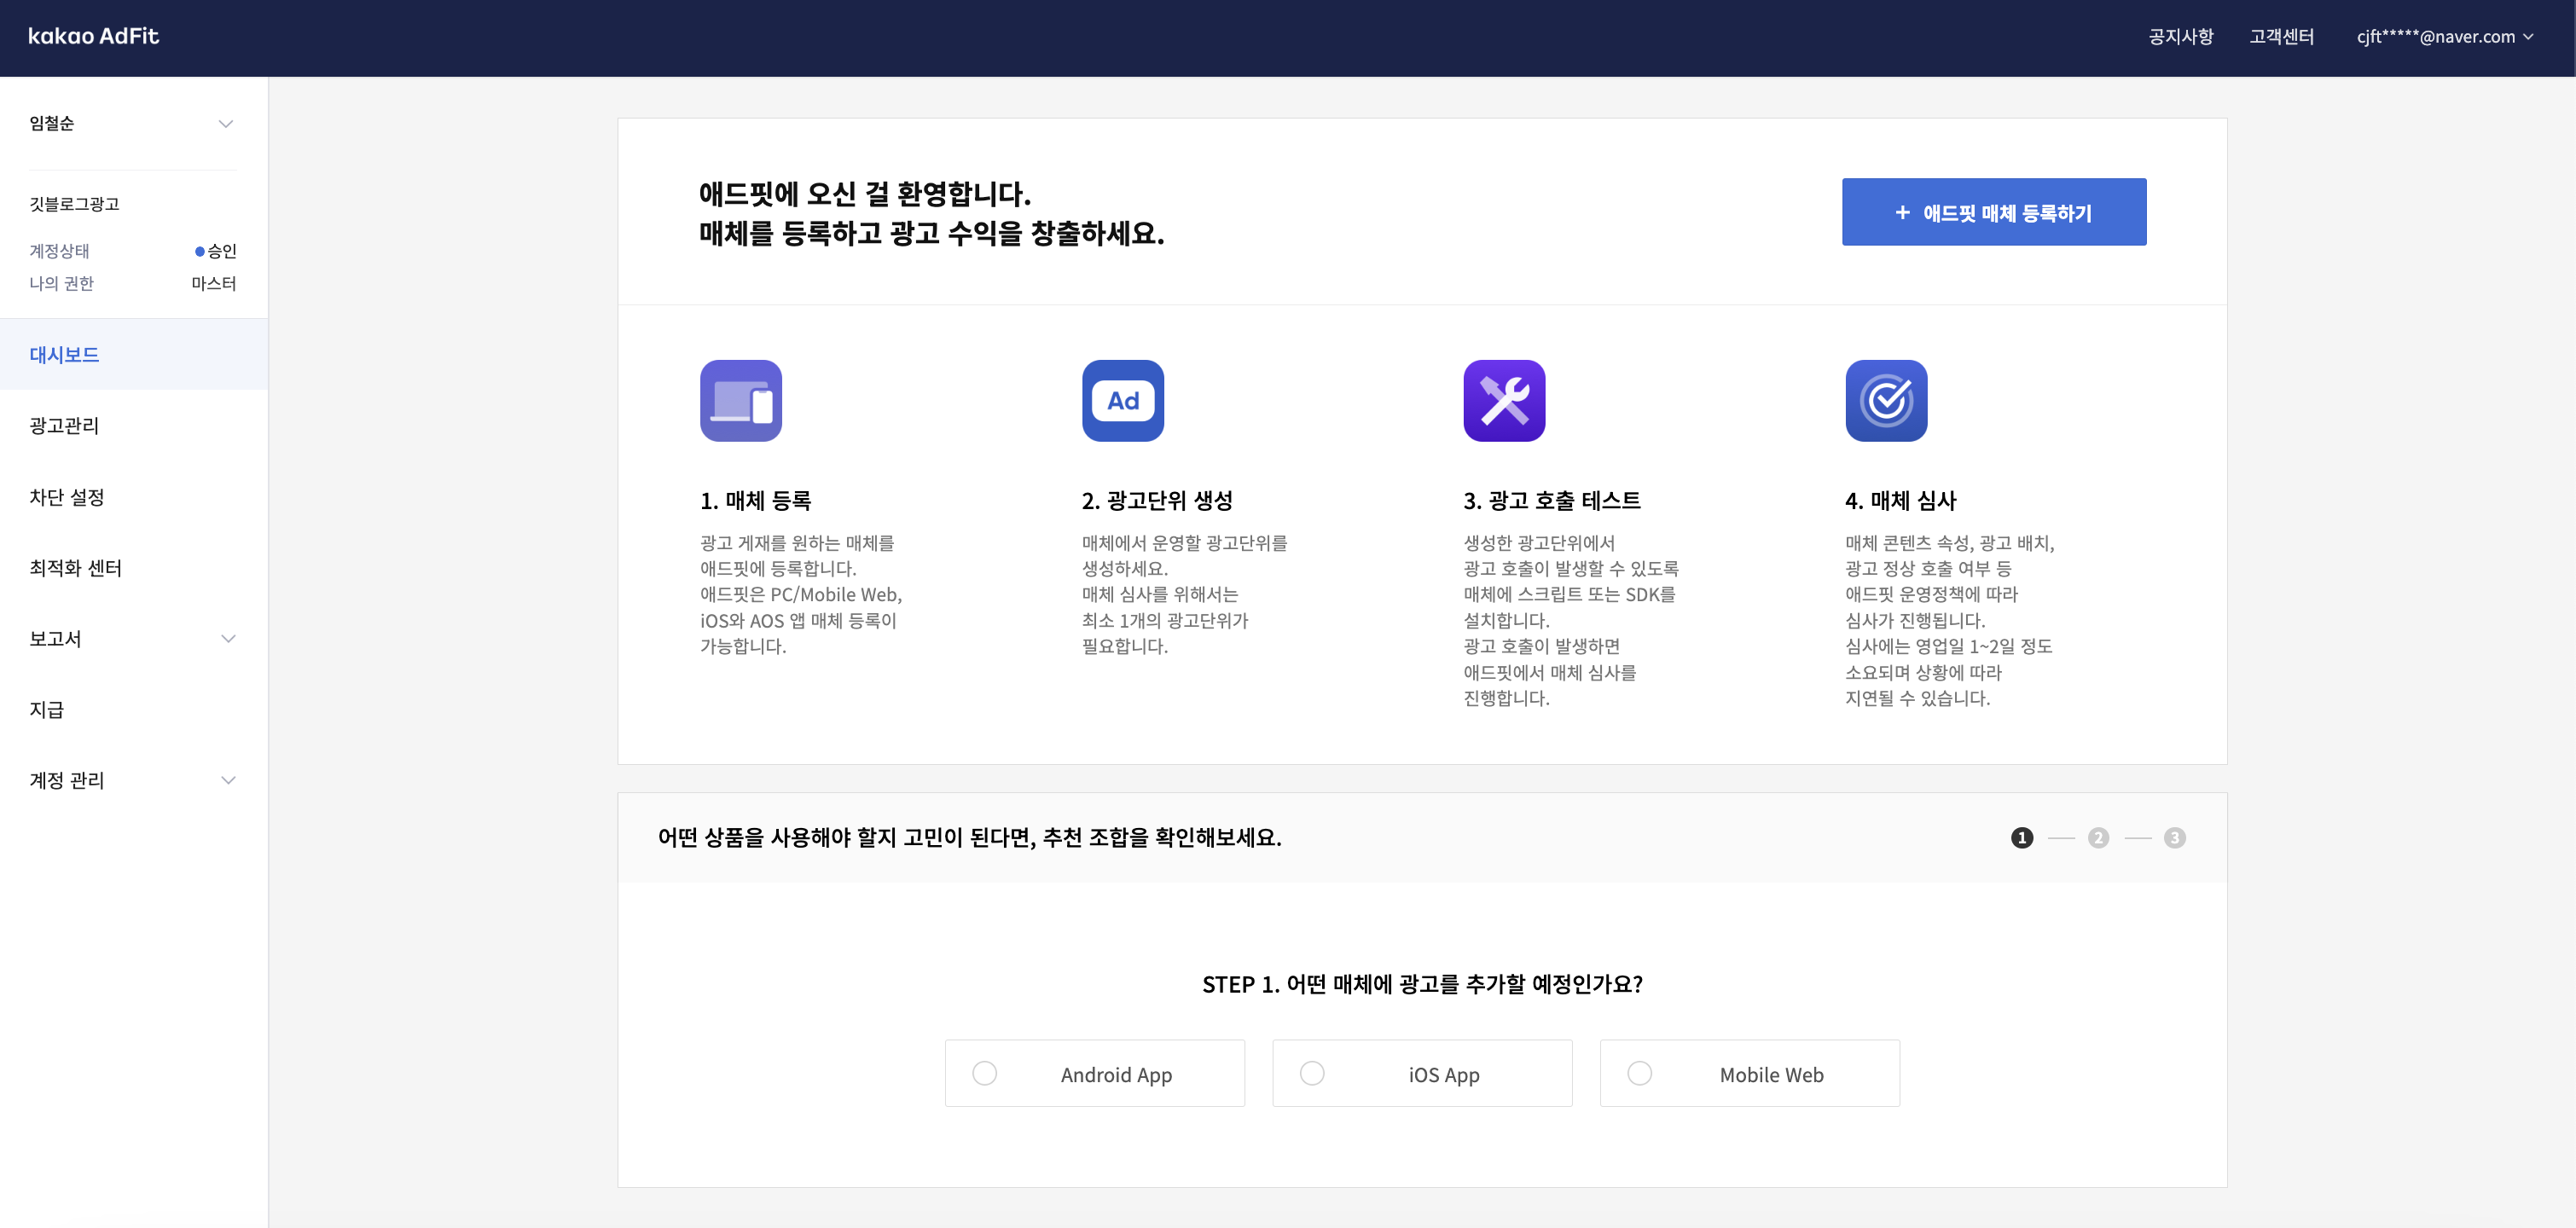 kakao AdFit
공지사항
고객센터
cjft*****@naver.com
임철순
깃블로그광고
계정상태
승인
나의 권한
마스터
대시보드
광고관리
차단 설정
최적화 센터
보고서
지급
계정 관리
애드핏에 오신 걸 환영합니다.
매체를 등록하고 광고 수익을 창출하세요.
+ 애드핏 매체 등록하기
1. 매체 등록
광고 게재를 원하는 매체를
애드핏에 등록합니다.
애드핏은 PC/Mobile Web,
iOS와 AOS 앱 매체 등록이
가능합니다.
Ad
2. 광고단위 생성
매체에서 운영할 광고단위를
생성하세요.
매체 심사를 위해서는
최소 1개의 광고단위가
필요합니다.
3. 광고 호출 테스트
생성한 광고단위에서
광고 호출이 발생할 수 있도록
매체에 스크립트 또는 SDK를
설치합니다.
광고 호출이 발생하면
애드핏에서 매체 심사를
진행합니다.
4. 매체 심사
매체 콘텐츠 속성, 광고 배치,
광고 정상 호출 여부 등
애드핏 운영정책에 따라
심사가 진행됩니다.
심사에는 영업일 1~2일 정도
소요되며 상황에 따라
지연될 수 있습니다.
어떤 상품을 사용해야 할지 고민이 된다면, 추천 조합을 확인해보세요.
1
2
3
STEP 1. 어떤 매체에 광고를 추가할 예정인가요?
Android App
iOS App
Mobile Web